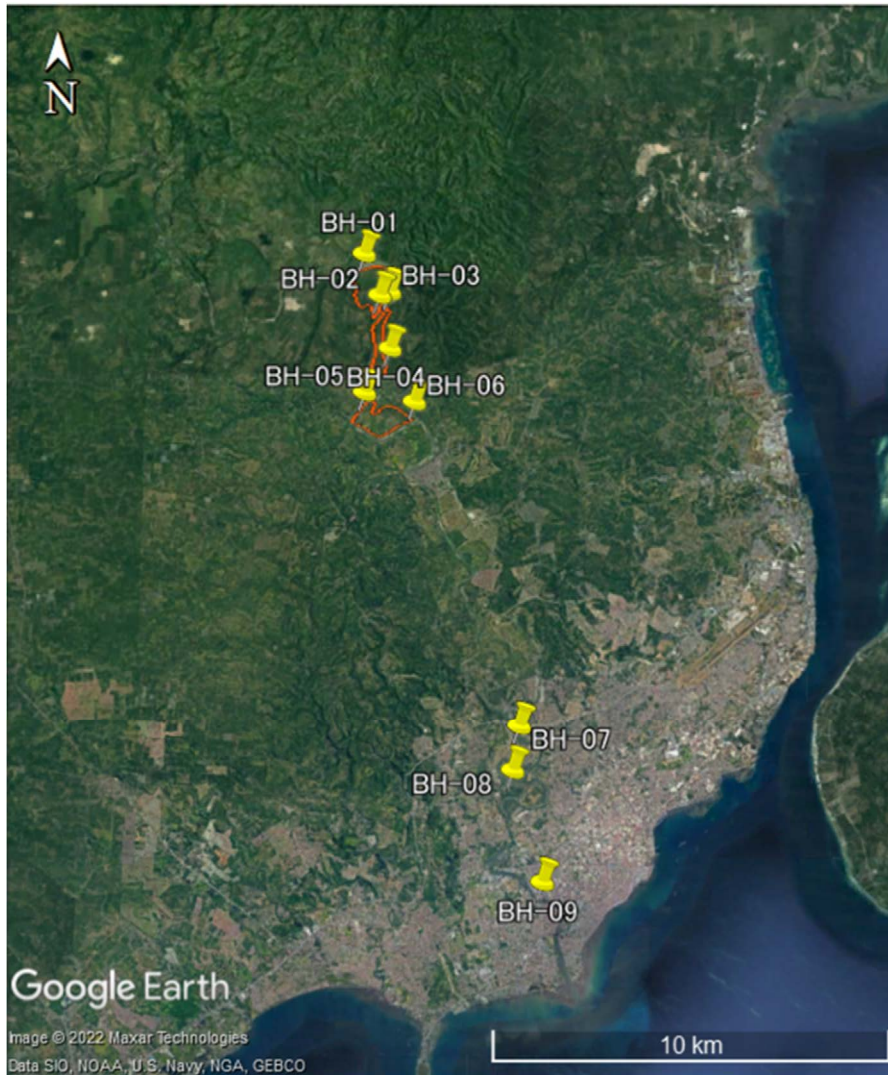 N
BH-01
BH-02
BH-03
BH-05
BH-04
BH-06
BH-07
BH-08
BH-09
Google Earth
Image © 2022 Maxar Technologies
Data SIO, NOAA, U.S. Navy, NGA, GEBCO
10 km